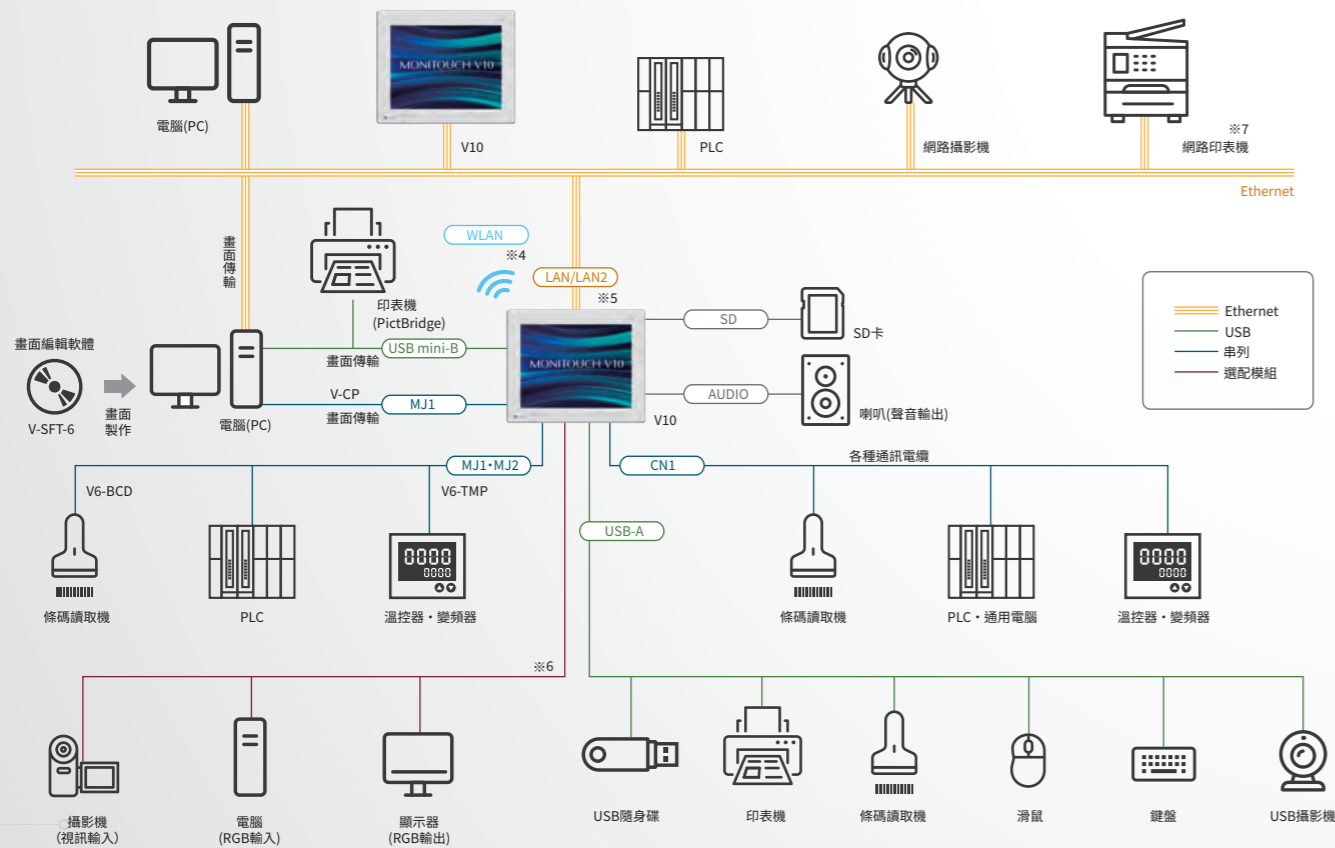 MONITOUCH V10
電腦(PC)
V10
PLC
網路攝影機
※7
網路印表機
Ethernet
畫面傳輸
WLAN
※4
LAN/LAN2
※5
印表機
(PictBridge)
畫面編輯軟體
V-SFT-6
畫面
製作
電腦(PC)
USB mini-B
畫面傳輸
V-CP
MJ1
畫面傳輸
MONITOUCH V10
V10
SD
SD卡
AUDIO
喇叭(聲音輸出)
Ethernet
USB
串列
選配模組
MJ1・MJ2
V6-BCD
V6-TMP
CN1
各種通訊電纜
USB-A
0000
0000
0000
0000
條碼讀取機
PLC
溫控器・變頻器
條碼讀取機
PLC・通用電腦
溫控器・變頻器
※6
攝影機
(視訊輸入)
電腦
(RGB輸入)
顯示器
(RGB輸出)
USB隨身碟
印表機
條碼讀取機
滑鼠
鍵盤
USB攝影機